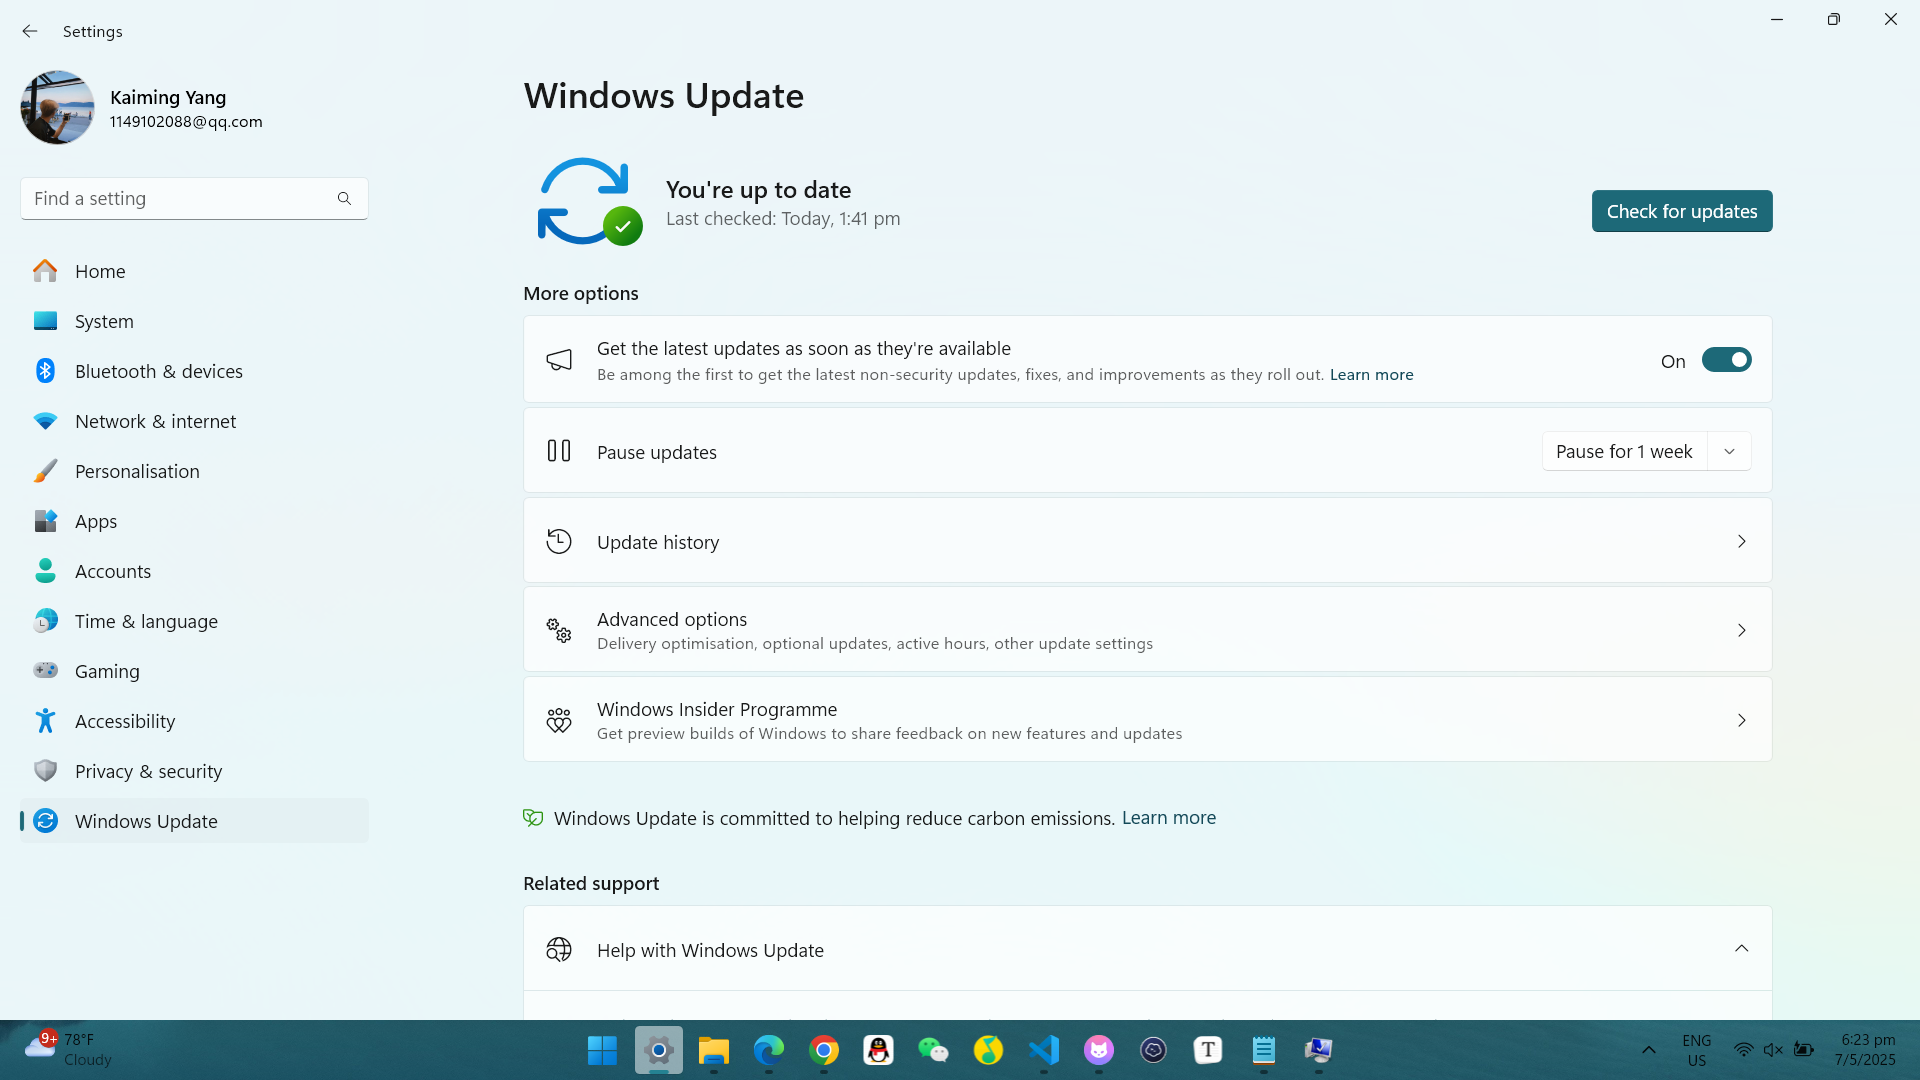 Settings
Kaiming Yang
1149102088@qq.com
Find a setting
Home
System
Bluetooth & devices
Network & internet
Personalisation
Apps
Accounts
Time & language
Gaming
Accessibility
Privacy & security
Windows Update
Windows Update
You're up to date
Last checked: Today, 1:41 pm
Check for updates
More options
Get the latest updates as soon as they're available
Be among the first to get the latest non-security updates, fixes, and improvements as they roll out. Learn more
On
Pause updates
Pause for 1 week
Update history
Advanced options
Delivery optimisation, optional updates, active hours, other update settings
Windows Insider Programme
Get preview builds of Windows to share feedback on new features and updates
Windows Update is committed to helping reduce carbon emissions. Learn more
Related support
Help with Windows Update
9+
78°F
Cloudy
T
ENG
US
6:23 pm
7/5/2025